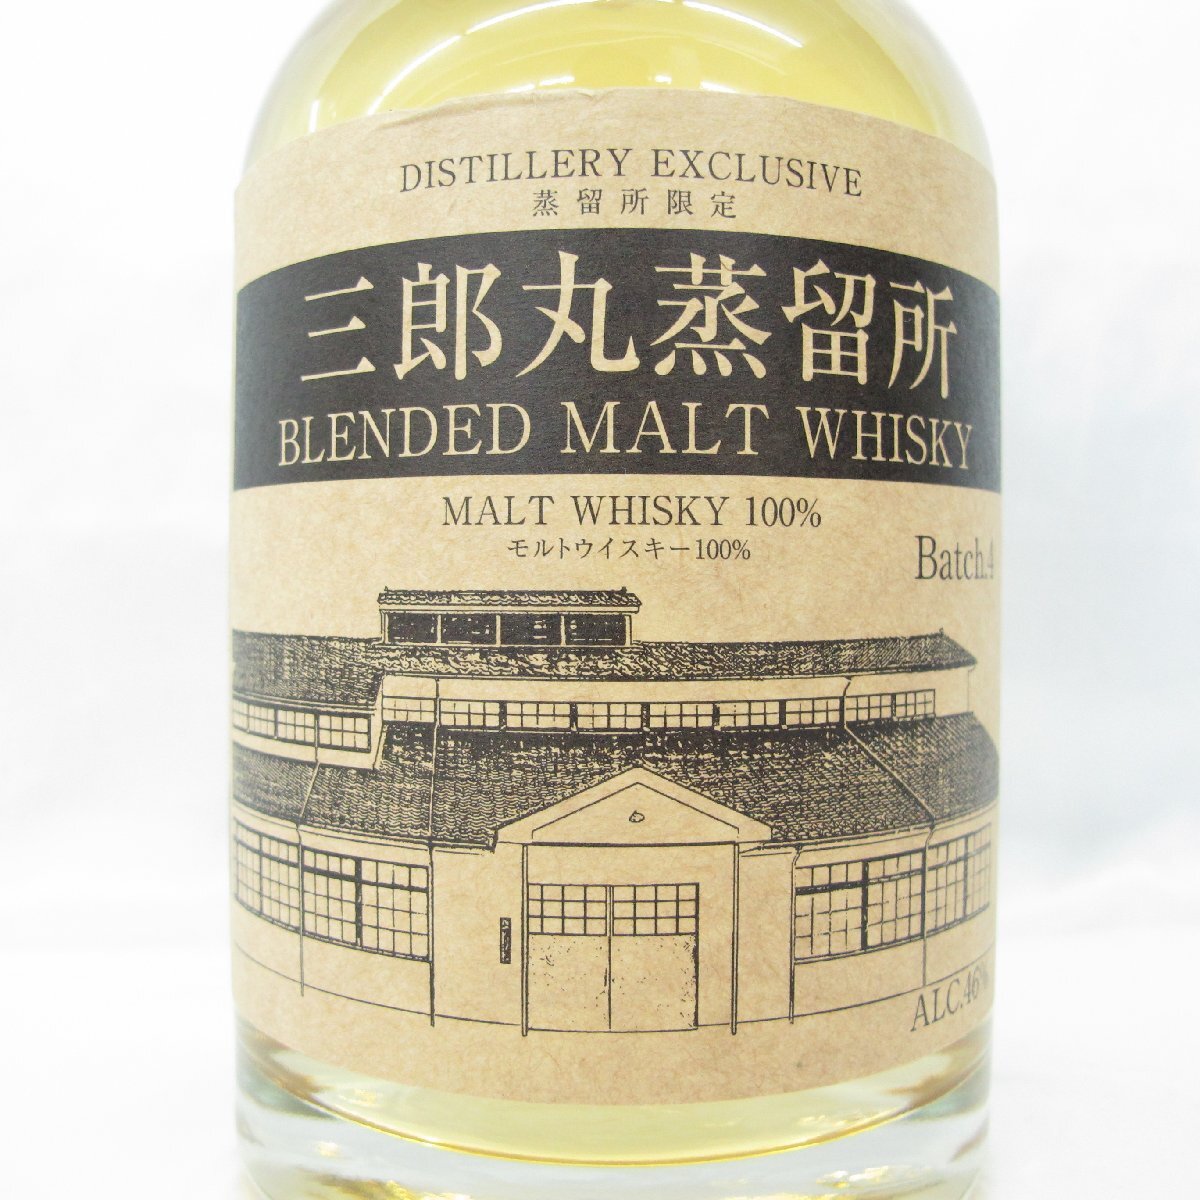 DISTILLERY EXCLUSIVE
蒸留所限定
三郎丸蒸留所
BLENDED MALT WHISKY
MALT WHISKY 100%
モルトウイスキー100%
Batch.4
ALC.46%